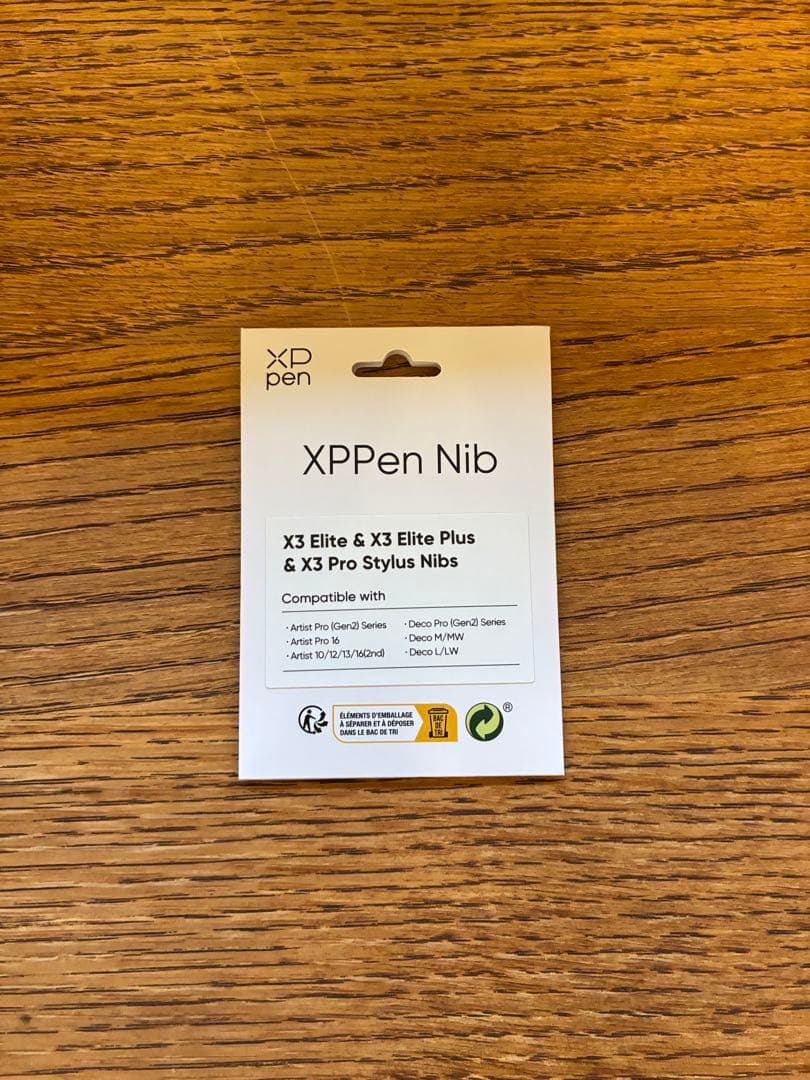 XP
pen
XPPen Nib
X3 Elite & X3 Elite Plus
& X3 Pro Stylus Nibs
Compatible with
· Artist Pro (Gen2) Series
· Artist Pro 16
· Artist 10/12/13/16(2nd)
· Deco Pro (Gen2) Series
· Deco M/MW
· Deco L/LW
ÉLÉMENTS D'EMBALLAGE
À SÉPARER ET À DÉPOSER
DANS LE BAC DE TRI
BAC
DE
TRI
®